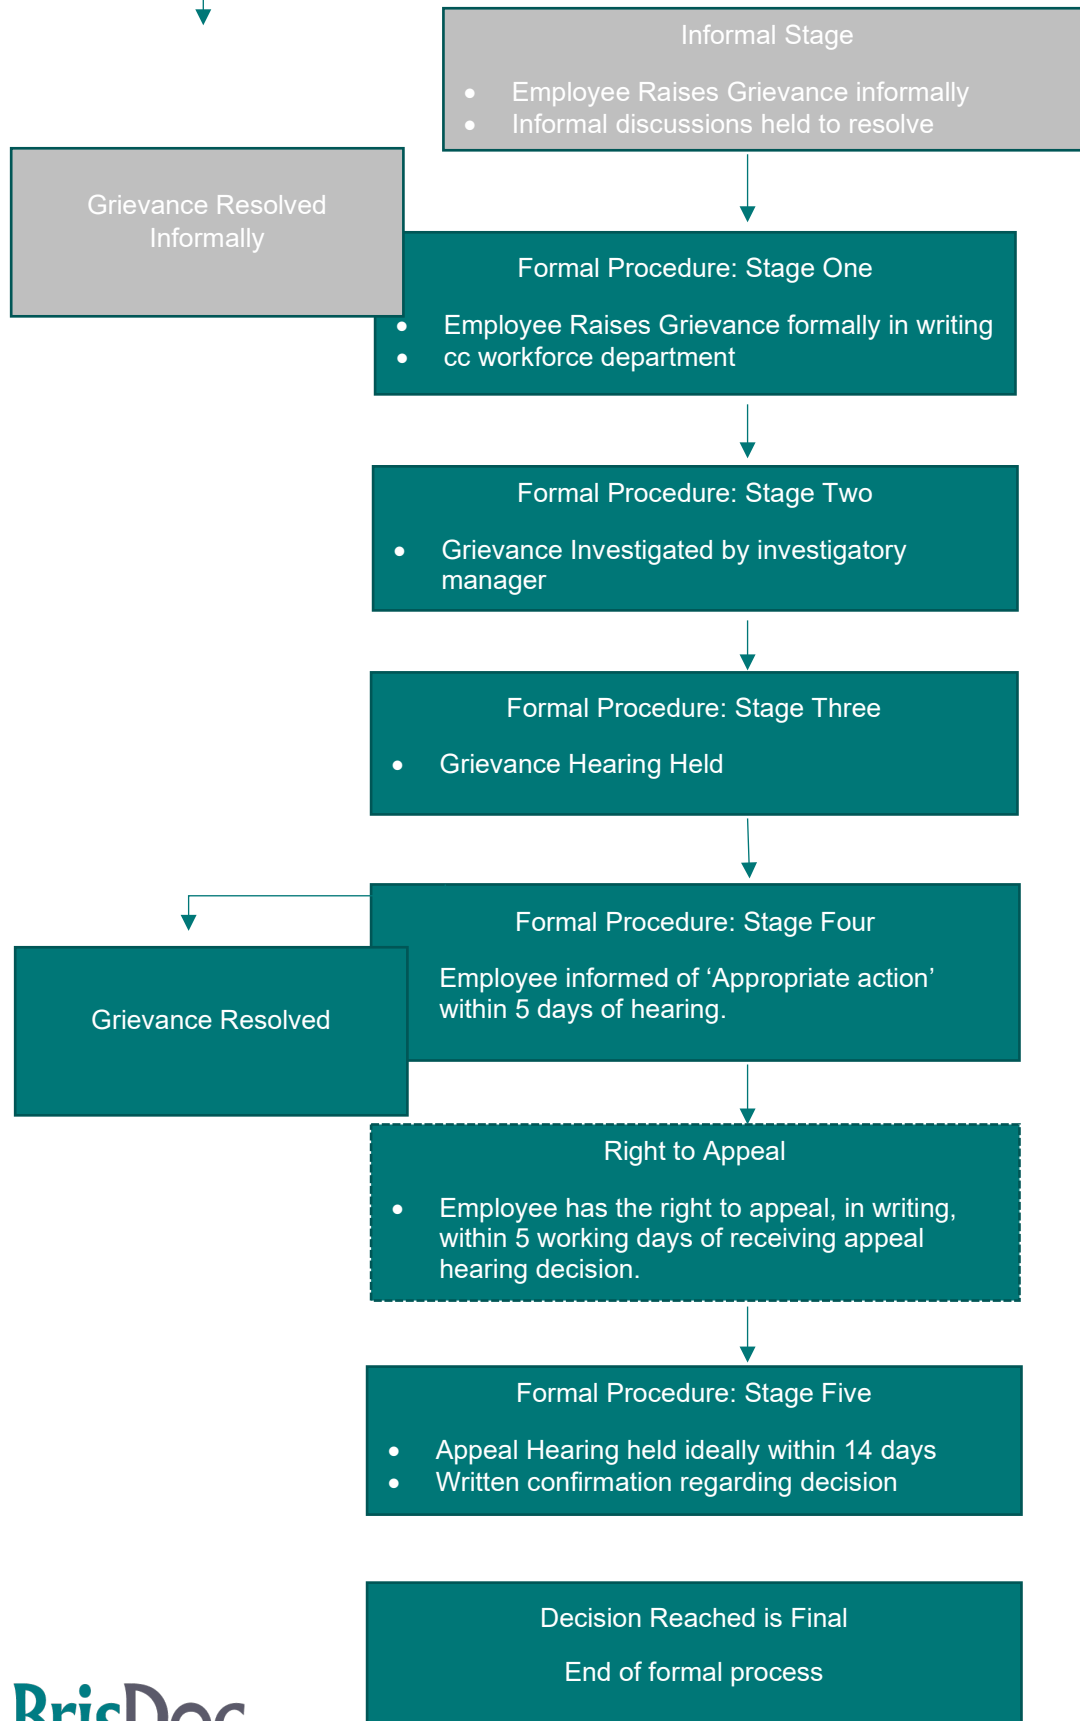 Informal Stage
• Employee Raises Grievance informally
• Informal discussions held to resolve
Grievance Resolved
Informally
Formal Procedure: Stage One
• Employee Raises Grievance formally in writing
• cc workforce department
Formal Procedure: Stage Two
• Grievance Investigated by investigatory
manager
Formal Procedure: Stage Three
• Grievance Hearing Held
Formal Procedure: Stage Four
Employee informed of ‘Appropriate action’
within 5 days of hearing.
Grievance Resolved
Right to Appeal
• Employee has the right to appeal, in writing,
within 5 working days of receiving appeal
hearing decision.
Formal Procedure: Stage Five
• Appeal Hearing held ideally within 14 days
• Written confirmation regarding decision
Decision Reached is Final
End of formal process
BrisDoc